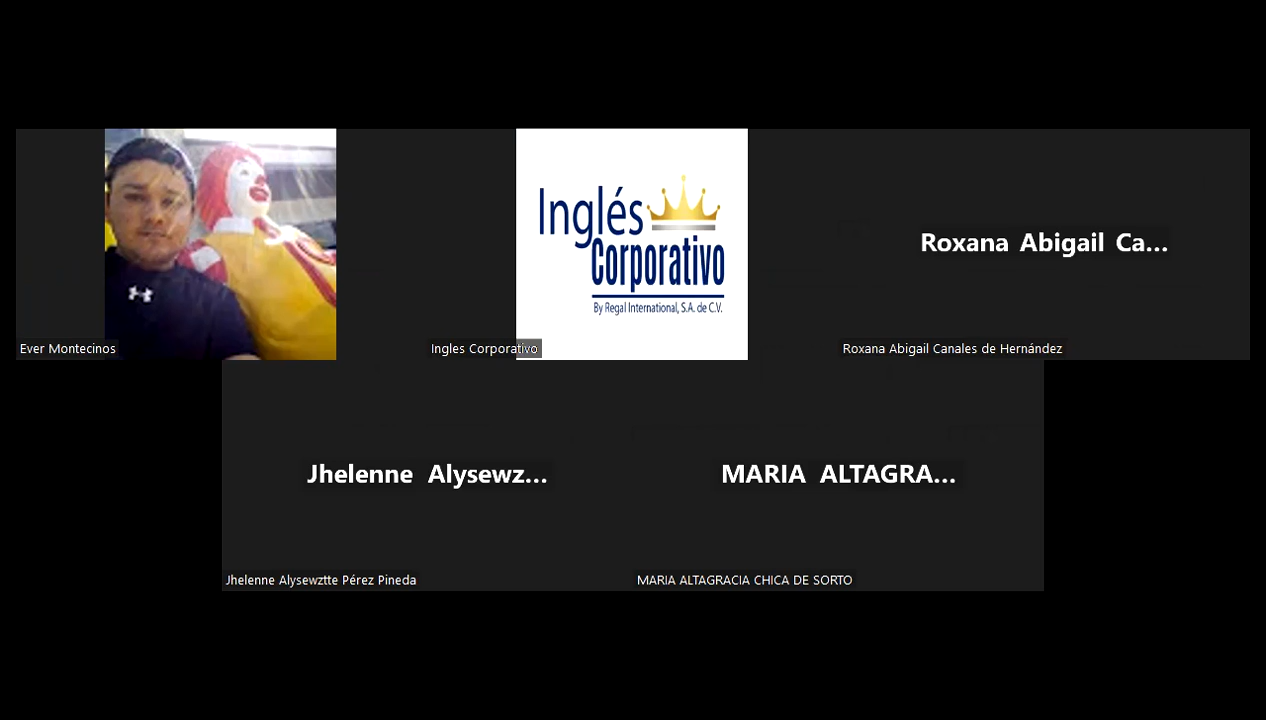 Inglés
Corporativo
By Regal International, S.A. de C.V.
Roxana Abigail Ca...
Ever Montecinos
Ingles Corporativo
Roxana Abigail Canales de Hernández
Jhelenne Alysewz...
MARIA ALTAGRA...
Jhelenne Alysewztte Pérez Pineda
MARIA ALTAGRACIA CHICA DE SORTO